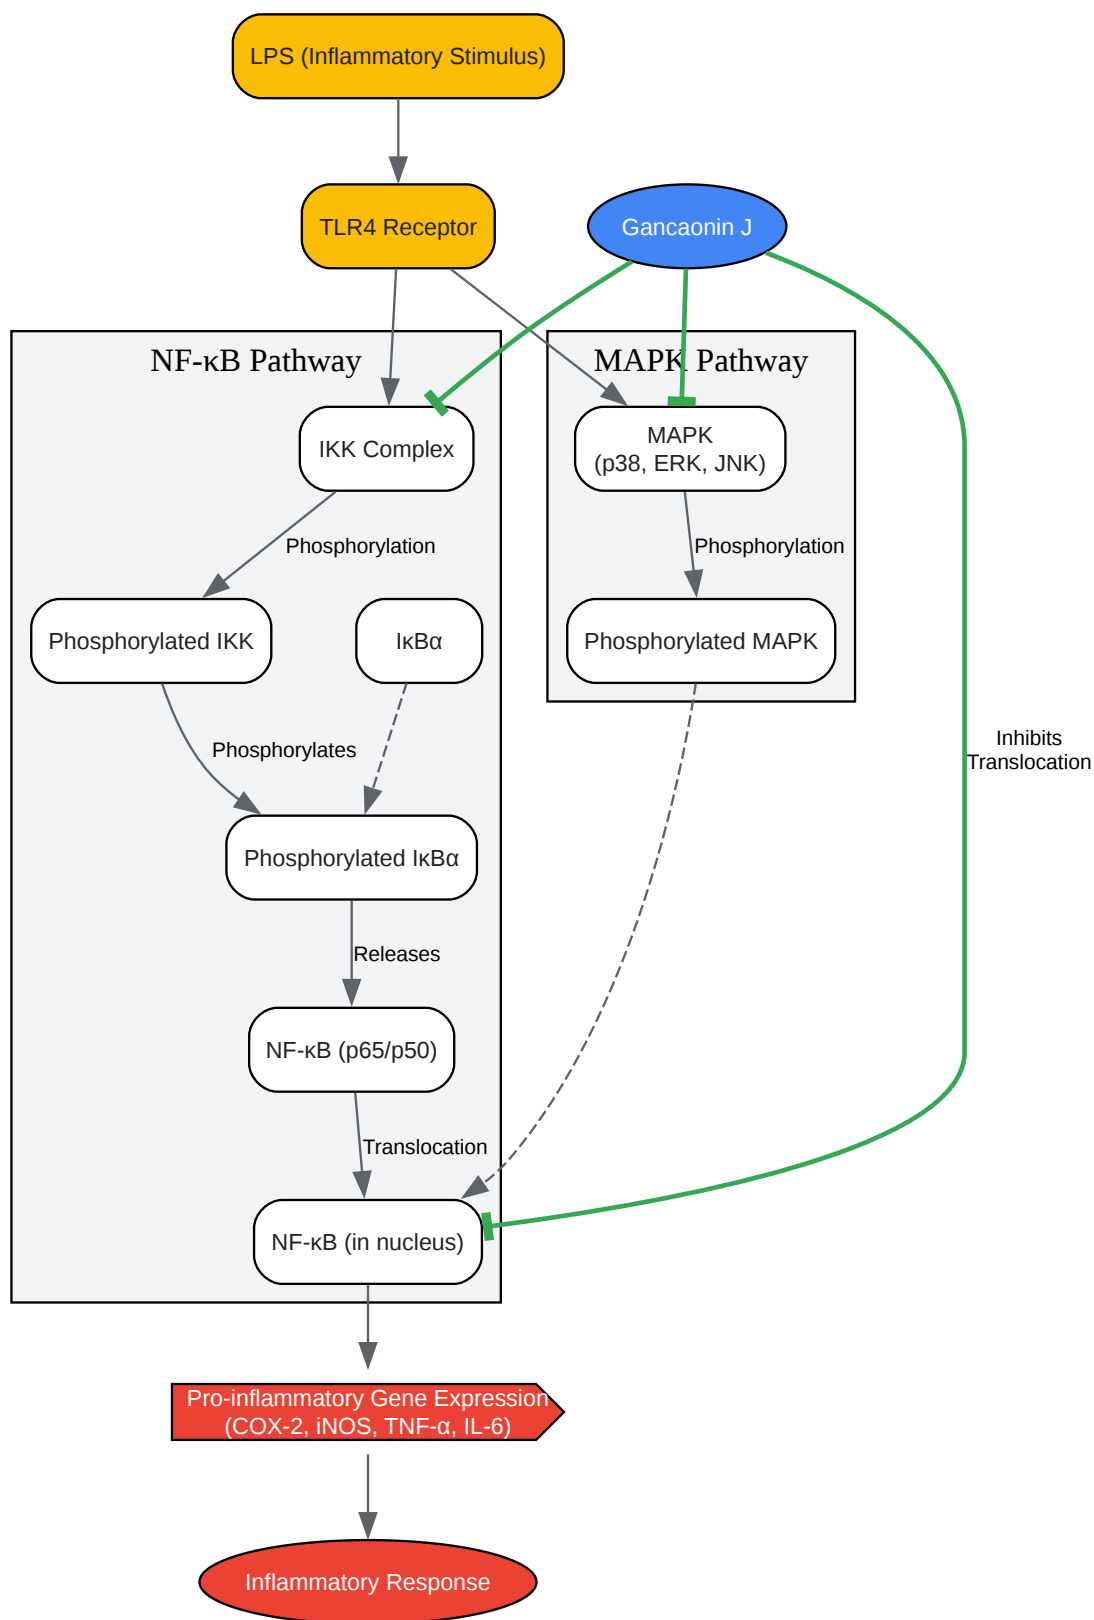 LPS (Inflammatory Stimulus)
TLR4 Receptor
Gancaonin J
NF-κB Pathway
MAPK Pathway
IKK Complex
MAPK
(p38, ERK, JNK)
Phosphorylation
Phosphorylation
Phosphorylated IKK
IκBα
Phosphorylated MAPK
Phosphorylates
Inhibits
Translocation
Phosphorylated IκBα
Releases
NF-κB (p65/p50)
Translocation
NF-κB (in nucleus)
Pro-inflammatory Gene Expression
(COX-2, iNOS, TNF-α, IL-6)
Inflammatory Response